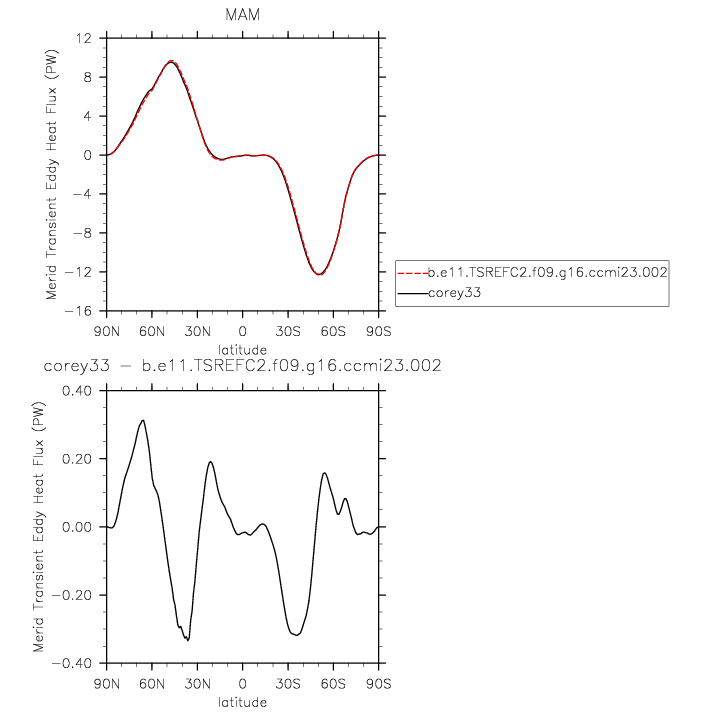 MAM
Merid Transient Eddy Heat Flux (PW)
12
8
4
0
−4
−8
−12
−16
90N 60N 30N 0 30S 60S 90S
latitude
b.e11.TSREFC2.f09.g16.ccmi23.002
corey33
corey33 − b.e11.TSREFC2.f09.g16.ccmi23.002
Merid Transient Eddy Heat Flux (PW)
0.40
0.20
0.00
−0.20
−0.40
90N 60N 30N 0 30S 60S 90S
latitude